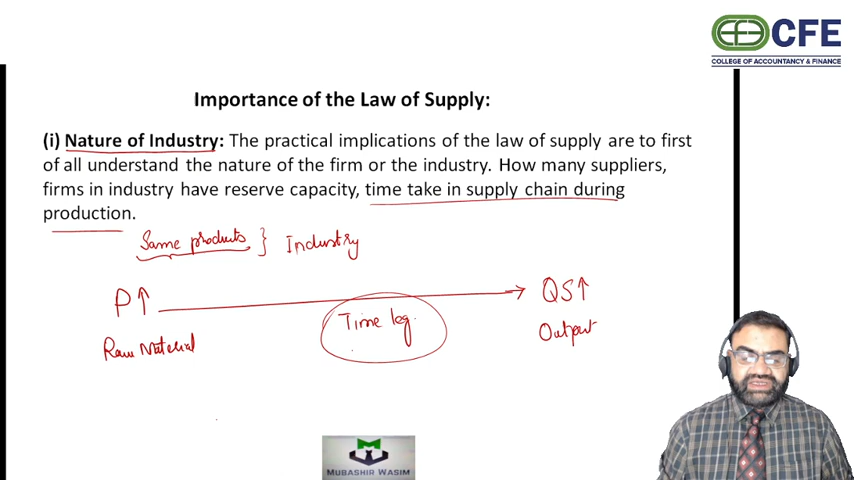 CFE
COLLEGE OF ACCOUNTANCY & FINANCE
Importance of the Law of Supply:
(i) Nature of Industry: The practical implications of the law of supply are to first
of all understand the nature of the firm or the industry. How many suppliers,
firms in industry have reserve capacity, time take in supply chain during
production.
Same products } Industry
P↑ QS↑
Time leg.
Raw Material Output
MUBASHIR WASIM